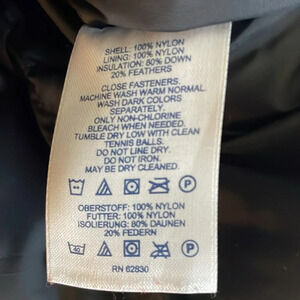 SHELL: 100% NYLON
LINING: 100% NYLON
INSULATION: 80% DOWN
20% FEATHERS
CLOSE FASTENERS.
MACHINE WASH WARM NORMAL.
WASH DARK COLORS
SEPARATELY.
ONLY NON-CHLORINE
BLEACH WHEN NEEDED.
TUMBLE DRY LOW WITH CLEAN
TENNIS BALLS.
DO NOT LINE DRY.
DO NOT IRON.
MAY BE DRY CLEANED.
P
OBERSTOFF: 100% NYLON
FUTTER: 100% NYLON
ISOLIERUNG: 80% DAUNEN
20% FEDERN
40 P
RN 62830